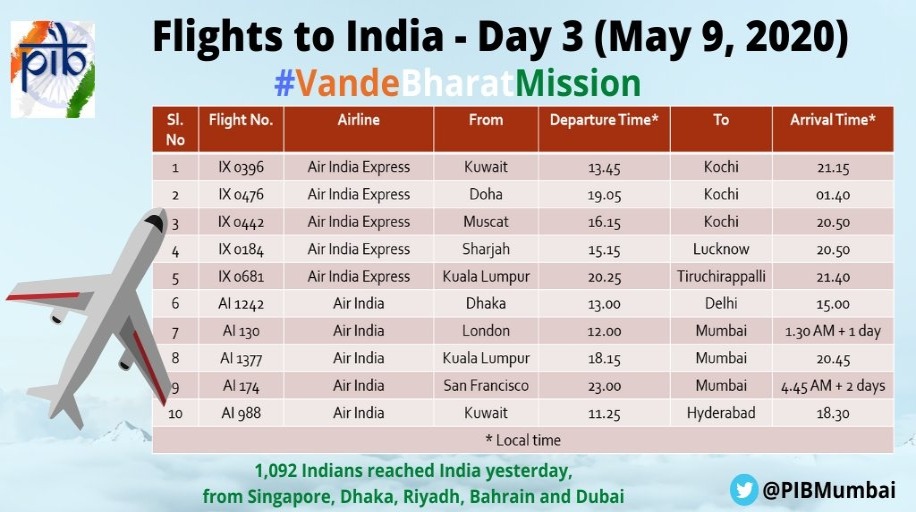 pib
Flights to India - Day 3 (May 9, 2020)
#VandeBharatMission
Sl. No Flight No. Airline From Departure Time* To Arrival Time*
1 IX 0396 Air India Express Kuwait 13.45 Kochi 21.15
2 IX 0476 Air India Express Doha 19.05 Kochi 01.40
3 IX 0442 Air India Express Muscat 16.15 Kochi 20.50
4 IX 0184 Air India Express Sharjah 15.15 Lucknow 20.50
5 IX 0681 Air India Express Kuala Lumpur 20.25 Tiruchirappalli 21.40
6 AI 1242 Air India Dhaka 13.00 Delhi 15.00
7 AI 130 Air India London 12.00 Mumbai 1.30 AM + 1 day
8 AI 1377 Air India Kuala Lumpur 18.15 Mumbai 20.45
9 AI 174 Air India San Francisco 23.00 Mumbai 4.45 AM + 2 days
10 AI 988 Air India Kuwait 11.25 Hyderabad 18.30
* Local time
1,092 Indians reached India yesterday,
from Singapore, Dhaka, Riyadh, Bahrain and Dubai
@PIBMumbai